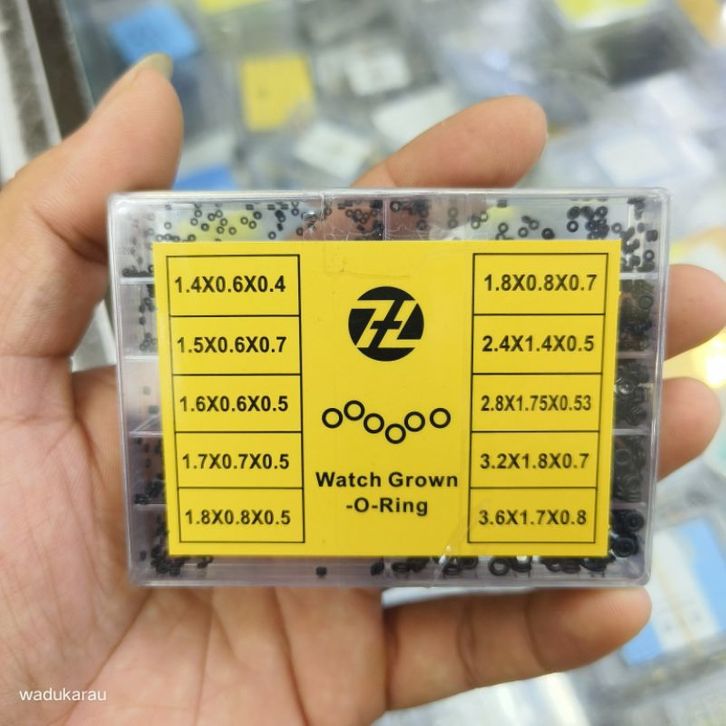 1.4X0.6X0.4
1.5X0.6X0.7
1.6X0.6X0.5
1.7X0.7X0.5
1.8X0.8X0.5
Watch Grown
-O-Ring
1.8X0.8X0.7
2.4X1.4X0.5
2.8X1.75X0.53
3.2X1.8X0.7
3.6X1.7X0.8
wadukarau